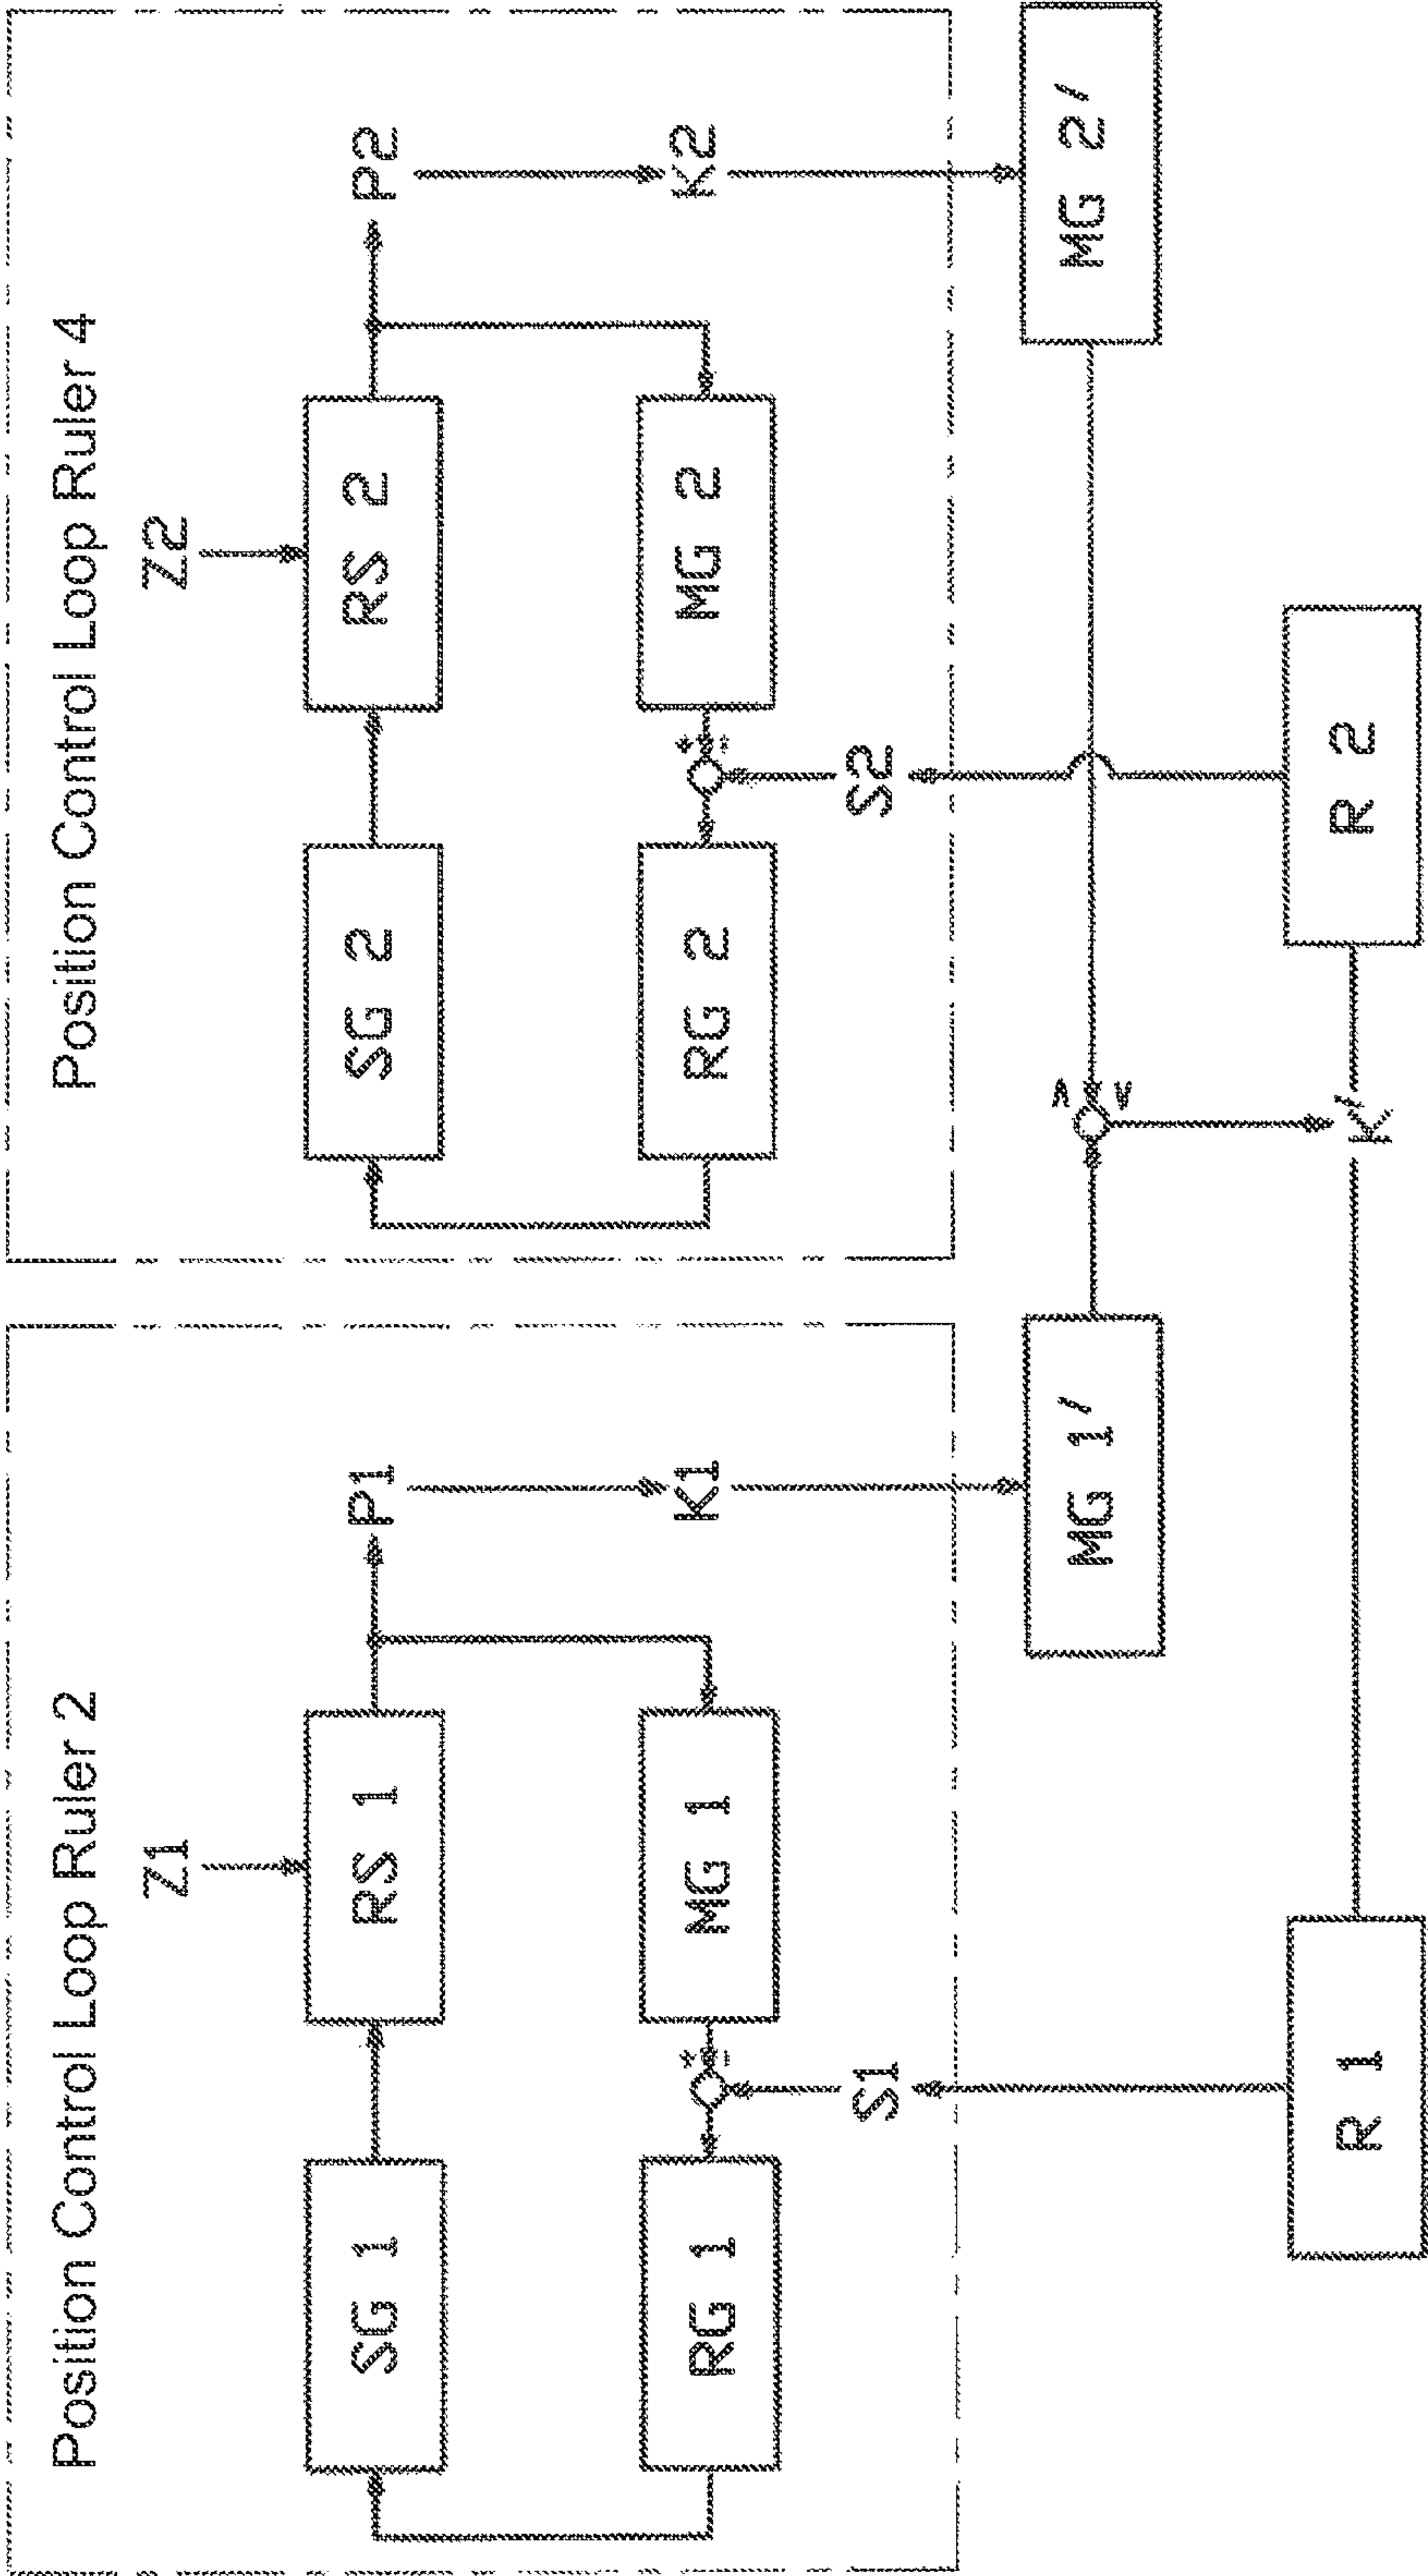 Position Control Loop Ruler 2
Z1
SG 1
RS 1
P1
RG 1
MG 1
K1
+
-
S1
MG 1'
R 1
Position Control Loop Ruler 4
Z2
SG 2
RS 2
P2
RG 2
MG 2
K2
+
-
S2
MG 2'
<
>
K'
R 2